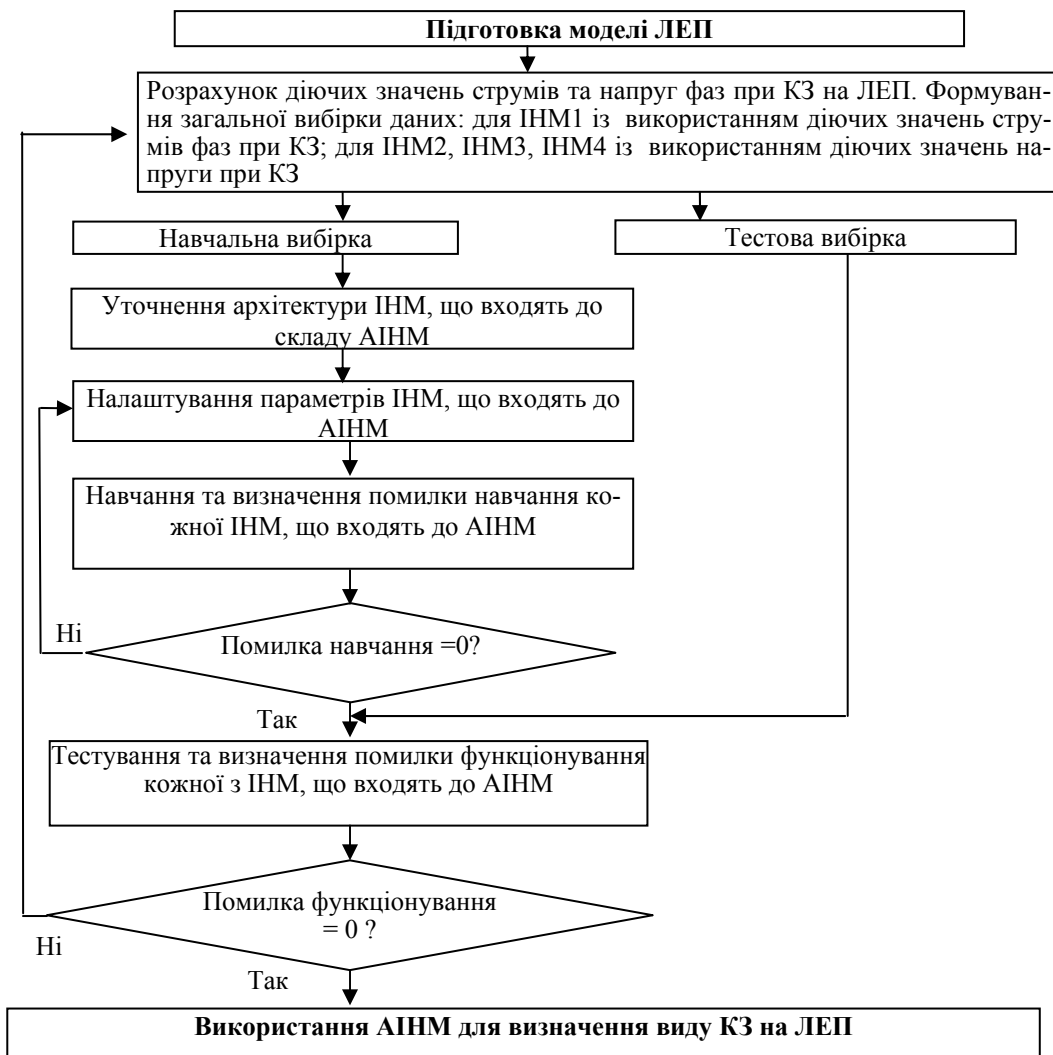 Підготовка моделі ЛЕП
Розрахунок діючих значень струмів та напруг фаз при КЗ на ЛЕП. Формуван-
ня загальної вибірки даних: для ІНМ1 із використанням діючих значень стру-
мів фаз при КЗ; для ІНМ2, ІНМ3, ІНМ4 із використанням діючих значень на-
пруги при КЗ
Навчальна вибірка
Тестова вибірка
Уточнення архітектури ІНМ, що входять до
складу АІНМ
Налаштування параметрів ІНМ, що входять до
АІНМ
Навчання та визначення помилки навчання ко-
жної ІНМ, що входять до АІНМ
Ні
Помилка навчання =0?
Так
Тестування та визначення помилки функціонування
кожної з ІНМ, що входять до АІНМ
Помилка функціонування
= 0 ?
Ні
Так
Використання АІНМ для визначення виду КЗ на ЛЕП